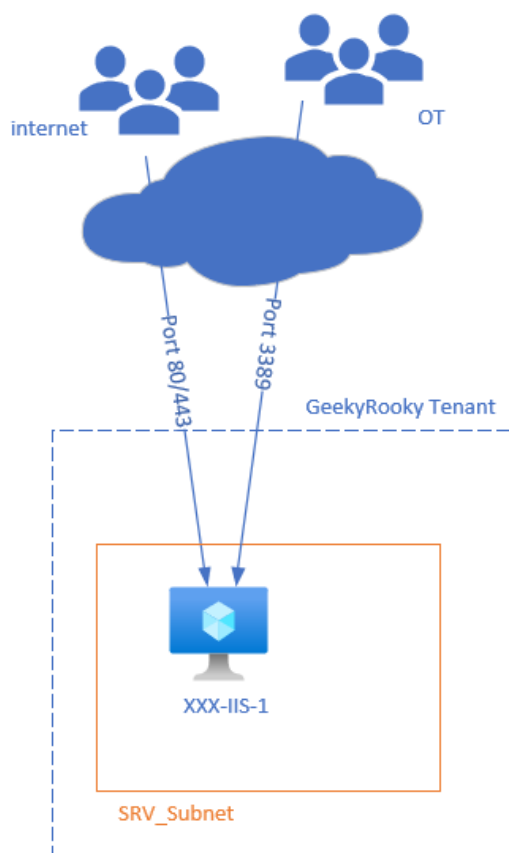 internet
OT
Port 80/443
Port 3389
GeekyRooky Tenant
XXX-IIS-1
SRV_Subnet